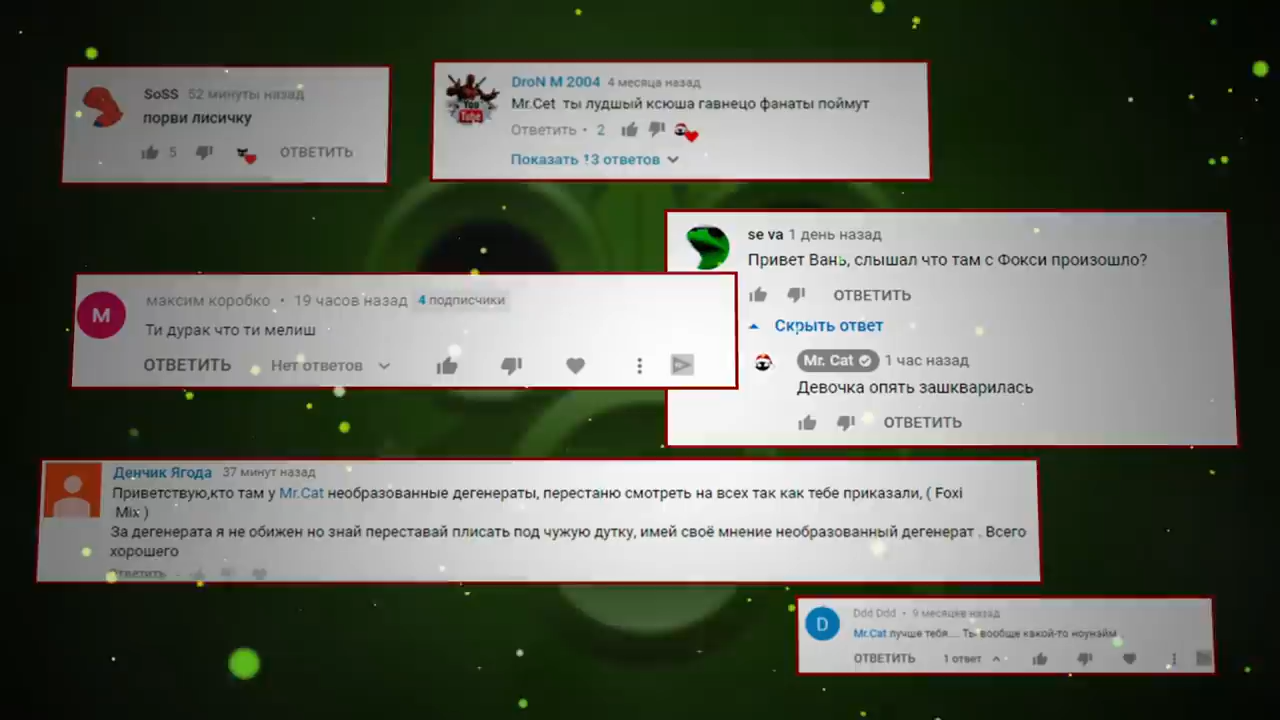 SoSS 52 минуты назад
порви лисичку
5 ОТВЕТИТЬ
DroN M 2004 4 месяца назад
Mr.Cet ты лудшый ксюша гавнецо фанаты поймут
Ответить • 2
Показать 13 ответов
You
Tube
se va 1 день назад
Привет Вань, слышал что там с Фокси произошло?
ОТВЕТИТЬ
Скрыть ответ
Mr. Cat 1 час назад
Девочка опять зашкварилась
ОТВЕТИТЬ
М
максим коробко • 19 часов назад 4 подписчики
Ти дурак что ти мелиш
ОТВЕТИТЬ Нет ответов
Денчик Ягода 37 минут назад
Приветствую,кто там у Mr.Cat необразованные дегенераты, перестаню смотреть на всех так как тебе приказали, ( Foxi
Mix )
За дегенерата я не обижен но знай переставай плисать под чужую дутку, имей своё мнение необразованный дегенерат . Всего
хорошего
Ответить
D
Ddd Ddd • 9 месяцев назад
Mr.Cat лучше тебя.... Ты вообще какой-то ноунэйм
ОТВЕТИТЬ 1 ответ